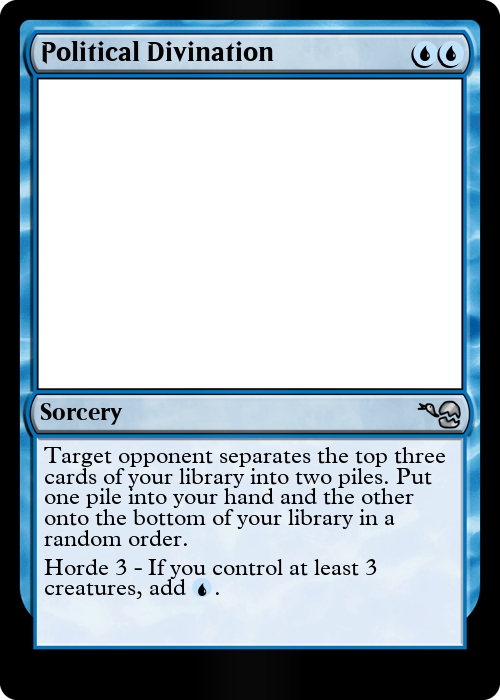 Political Divination
Sorcery
Target opponent separates the top three
cards of your library into two piles. Put
one pile into your hand and the other
onto the bottom of your library in a
random order.
Horde 3 - If you control at least 3
creatures, add .